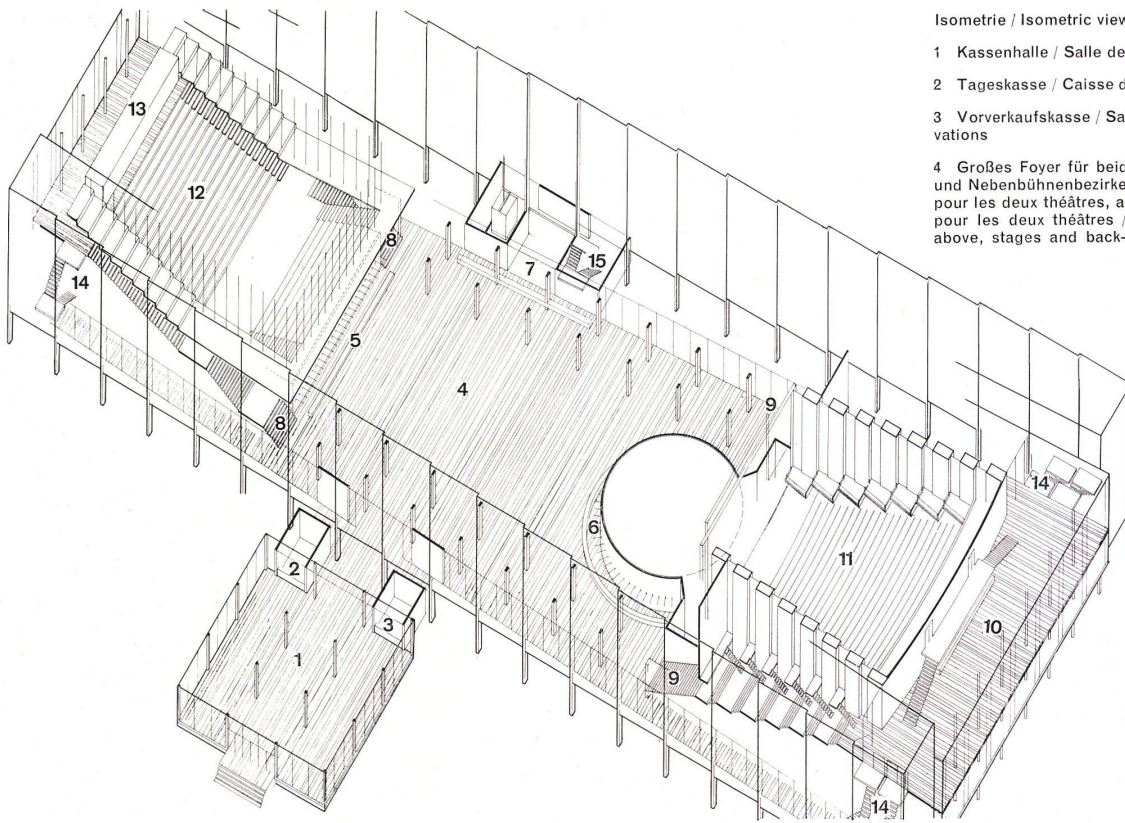 Isometrie / Isometric view
1 Kassenhalle / Salle de
2 Tageskasse / Caisse d
3 Vorverkaufskasse / Sa
vations
4 Großes Foyer für beid
und Nebenbühnenbezirke
pour les deux théâtres, a
pour les deux théâtres /
above, stages and back-
13
12
14
8
7
15
5
4
8
9
14
6
11
2
3
10
1
9
14